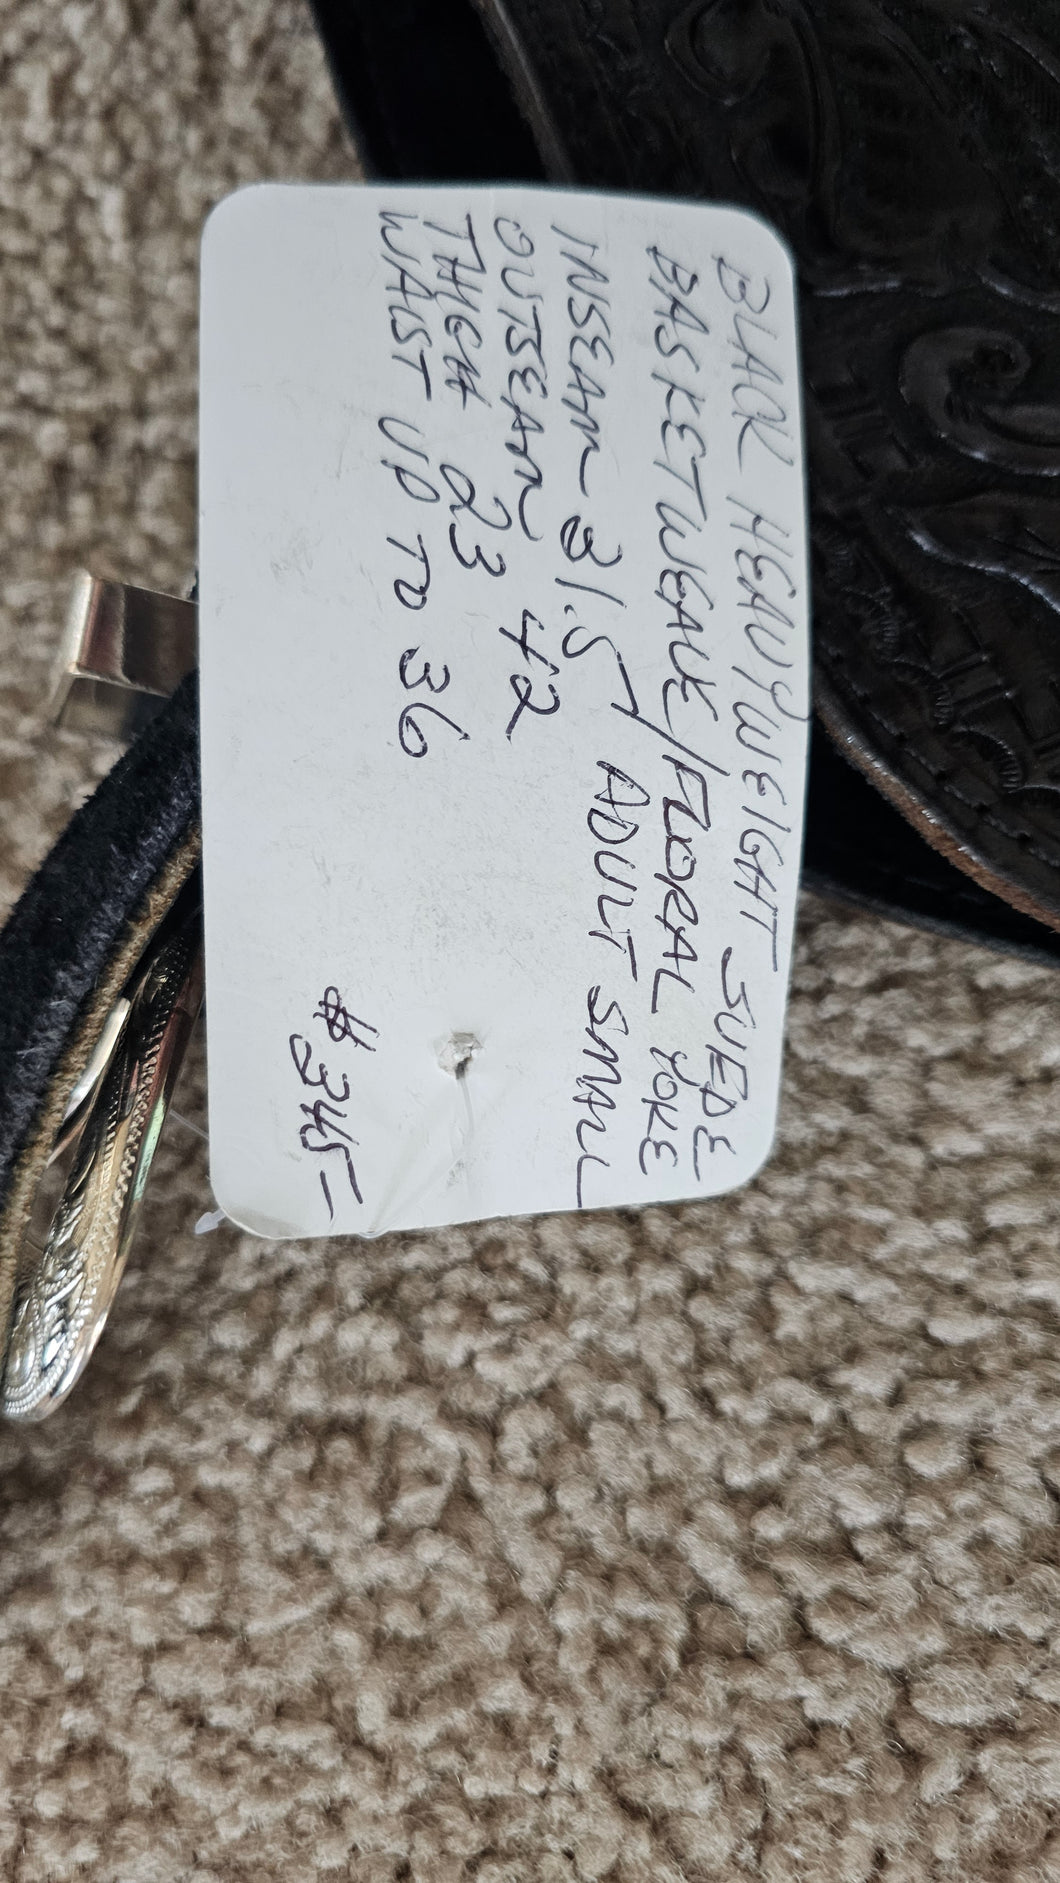 BLACK HEAVYWEIGHT SUEDE
BASKETWEAVE/FLORAL YOKE
INSEAM - 31.5" ADULT SMALL
OUTSEAM 42
THIGH 23
WAIST UP TO 36
$345-